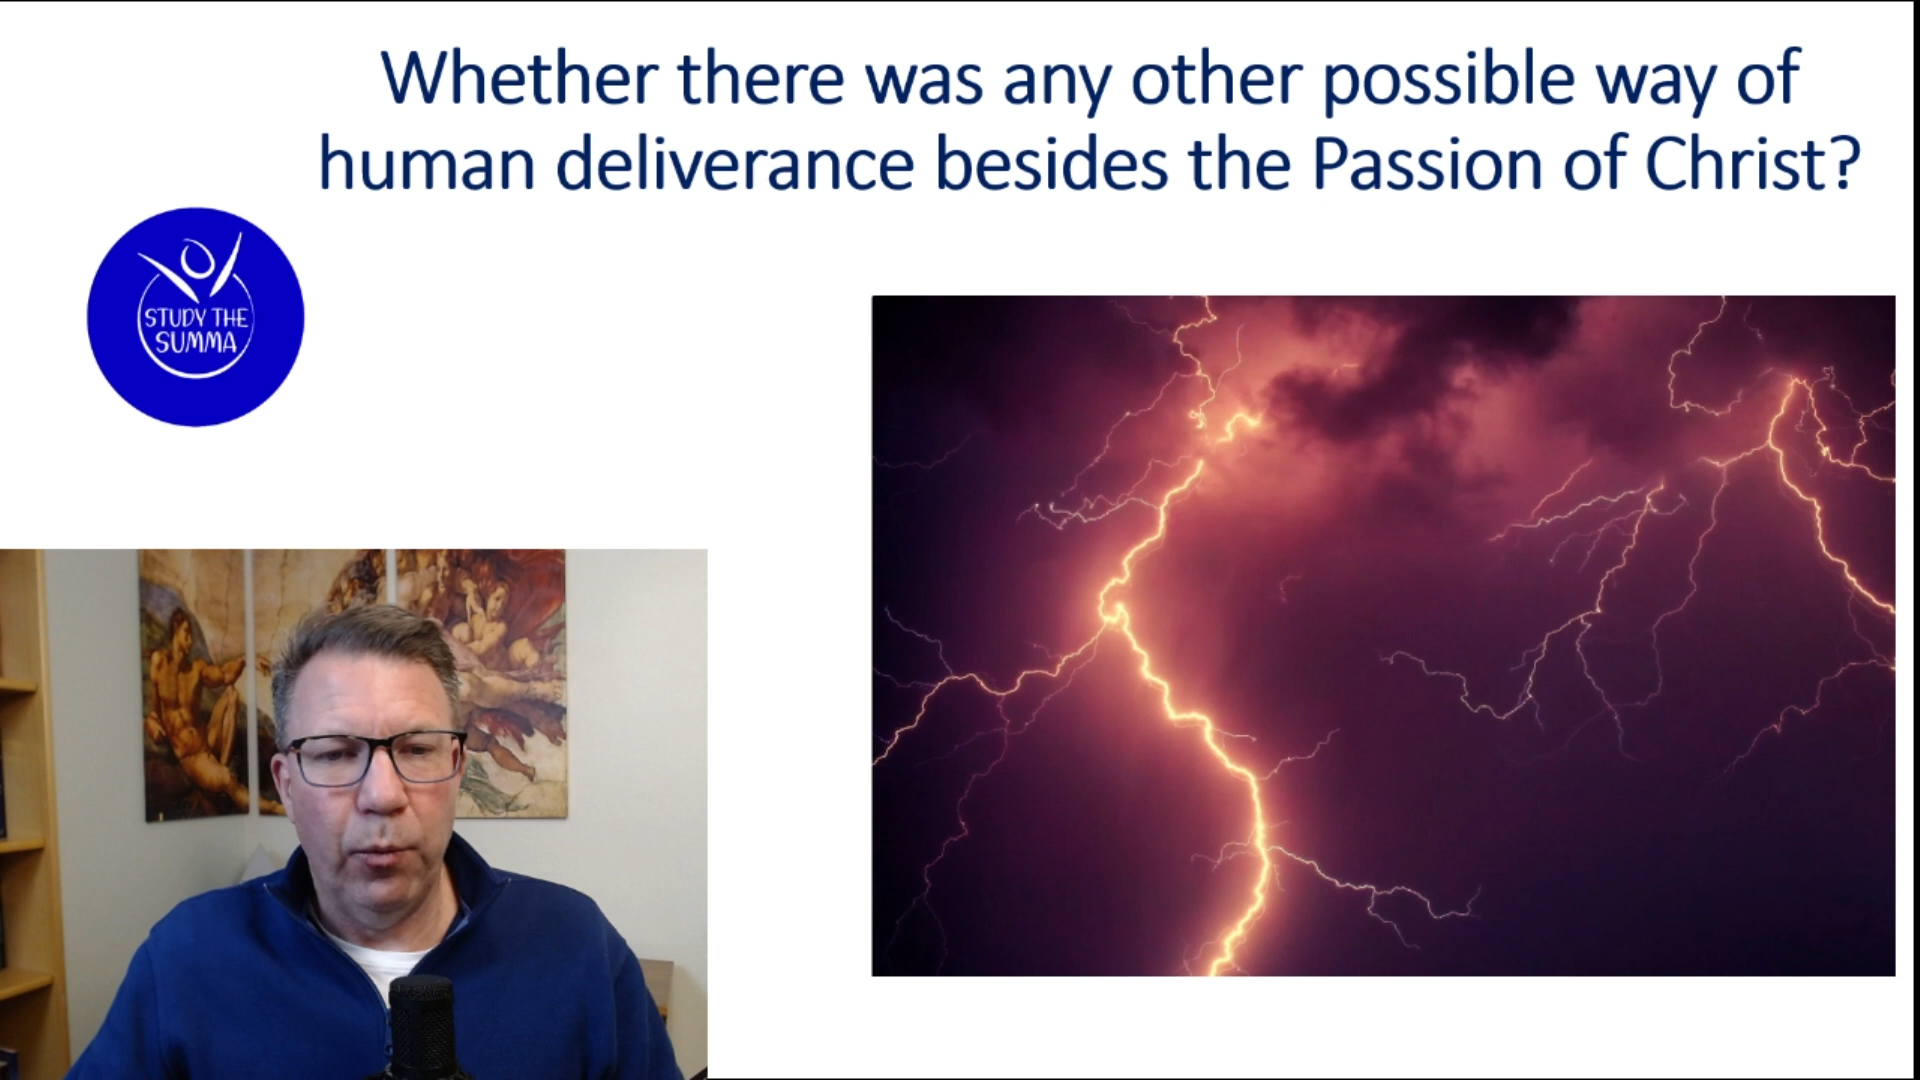 Whether there was any other possible way of
human deliverance besides the Passion of Christ?
STUDY THE
SUMMA